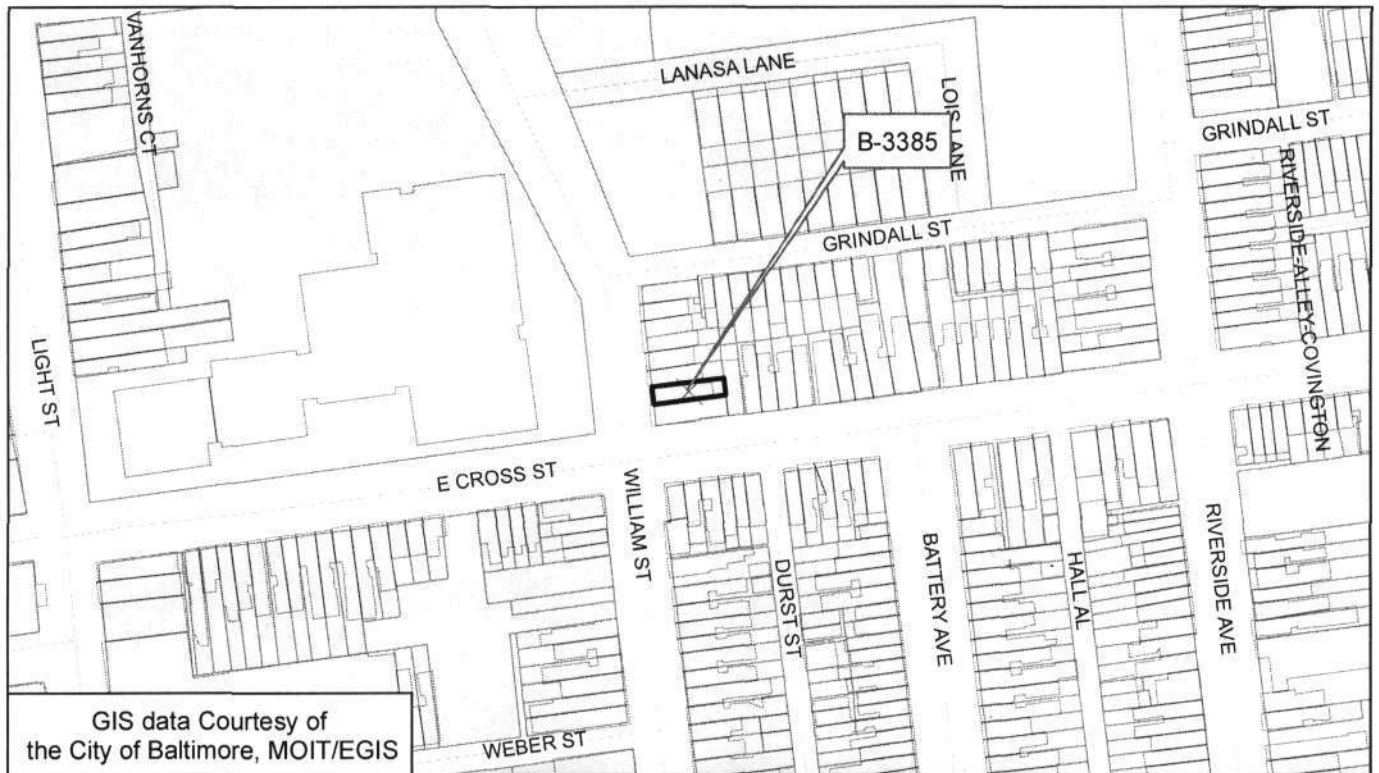 VANHORNS CT
LANASA LANE
LOIS LANE
B-3385
GRINDALL ST
GRINDALL ST
RIVERSIDE-ALLEY-COVINGTON
LIGHT ST
E CROSS ST
WILLIAM ST
DURST ST
BATTERY AVE
HALL AL
RIVERSIDE AVE
WEBER ST
GIS data Courtesy of
the City of Baltimore, MOIT/EGIS